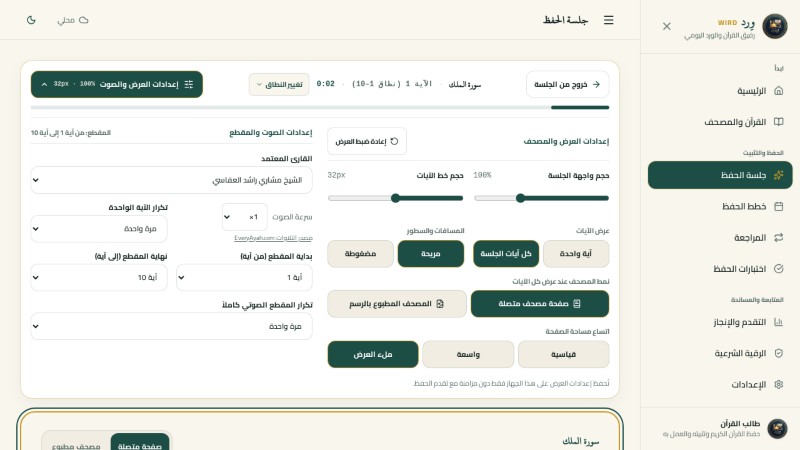 وِرد WIRD
رفيق القرآن والورد اليومي
ابدأ
الرئيسية
القرآن والمصحف
الحفظ والتثبيت
جلسة الحفظ
خطط الحفظ
المراجعة
اختبارات الحفظ
المتابعة والمساندة
التقدم والإنجاز
الرقية الشرعية
الإعدادات
طالب القرآن
حفظ القرآن الكريم وتثبيته والعمل به
جلسة الحفظ
محلي
خروج من الجلسة
سورة الملك · الآية 1 (نطاق 1–10) · 0:02
تغيير النطاق
إعدادات العرض والصوت 100% · 32px
إعدادات العرض والمصحف
إعادة ضبط العرض
حجم واجهة الجلسة 100%
حجم خط الآيات 32px
عرض الآيات
آية واحدة
كل آيات الجلسة
المسافات والسطور
مريحة
مضغوطة
نمط المصحف عند عرض كل الآيات
صفحة مصحف متصلة
المصحف المطبوع بالرسم
اتساع مساحة الصفحة
قياسية
واسعة
ملء العرض
تُحفظ إعدادات العرض على هذا الجهاز فقط دون مزامنة مع تقدم الحفظ.
إعدادات الصوت والمقطع
المقطع: من آية 1 إلى آية 10
القارئ المعتمد
الشيخ مشاري راشد العفاسي
سرعة الصوت
1×
مصدر التلاوات: EveryAyah.com
تكرار الآية الواحدة
مرة واحدة
بداية المقطع (من آية)
آية 1
نهاية المقطع (إلى آية)
آية 10
تكرار المقطع الصوتي كاملاً
مرة واحدة
سورة الملك
صفحة متصلة
مصحف مطبوع